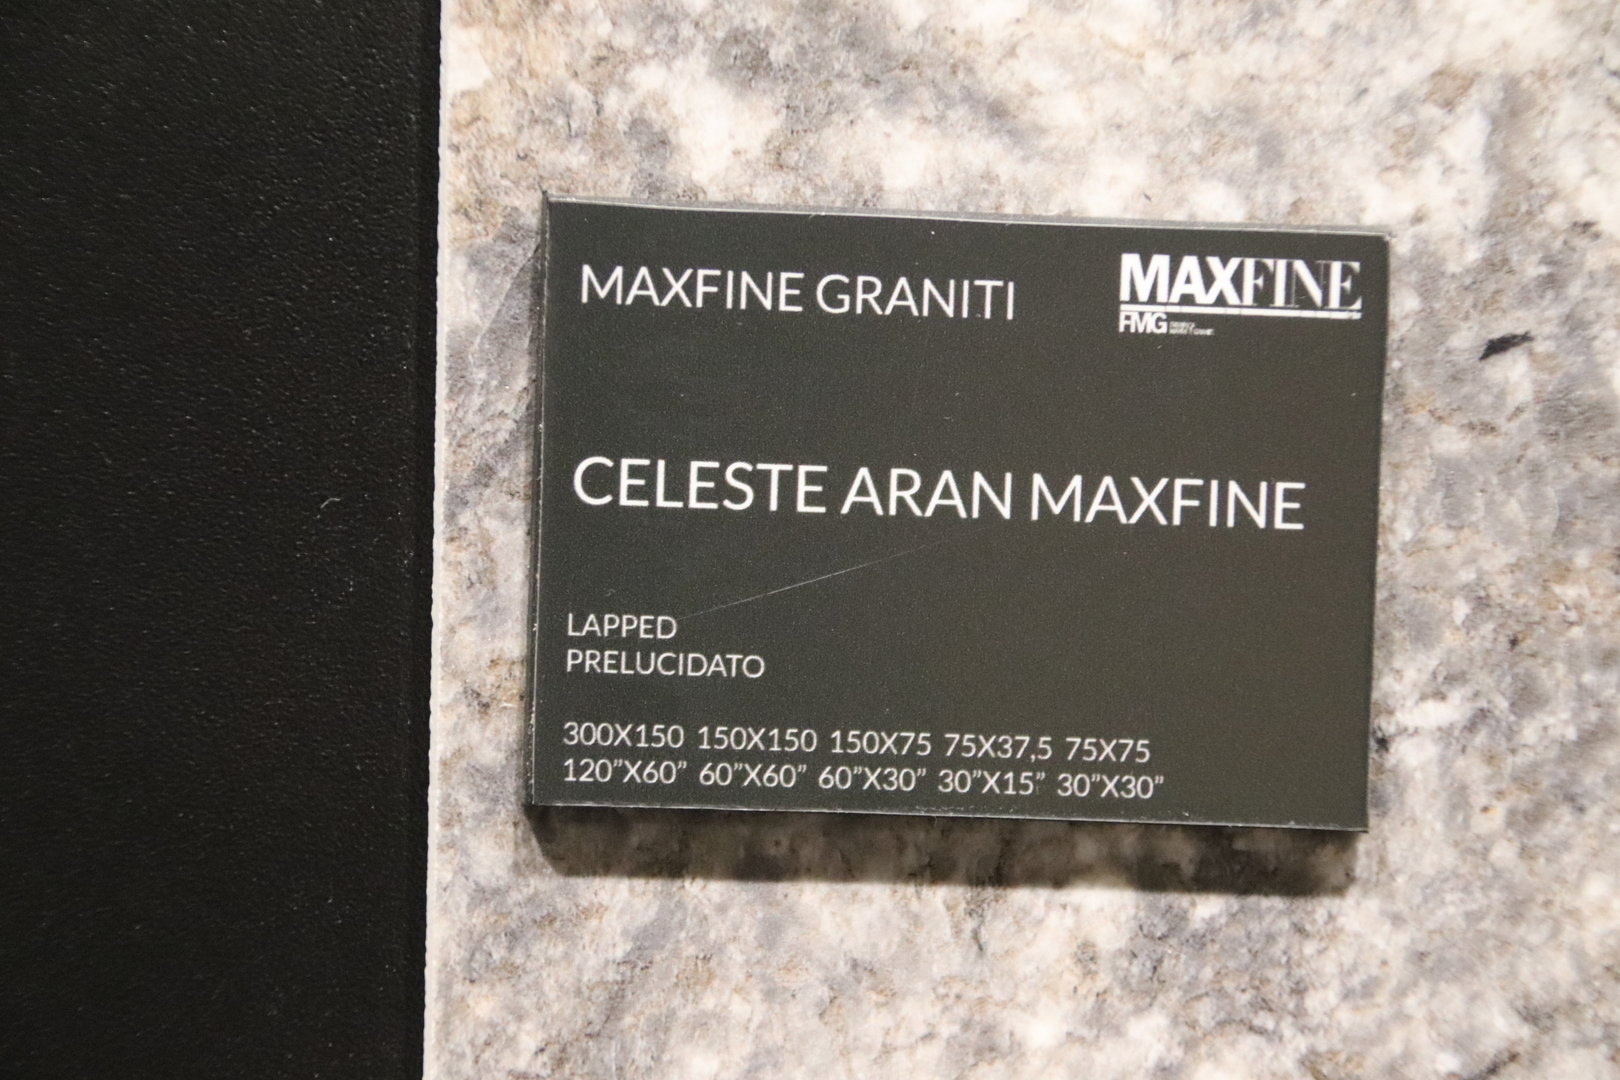 MAXFINE GRANITI
MAXFINE
FMG
CELESTE ARAN MAXFINE
LAPPED
PRELUCIDATO
300X150 150X150 150X75 75X37,5 75X75
120”X60” 60”X60” 60”X30” 30”X15” 30”X30”